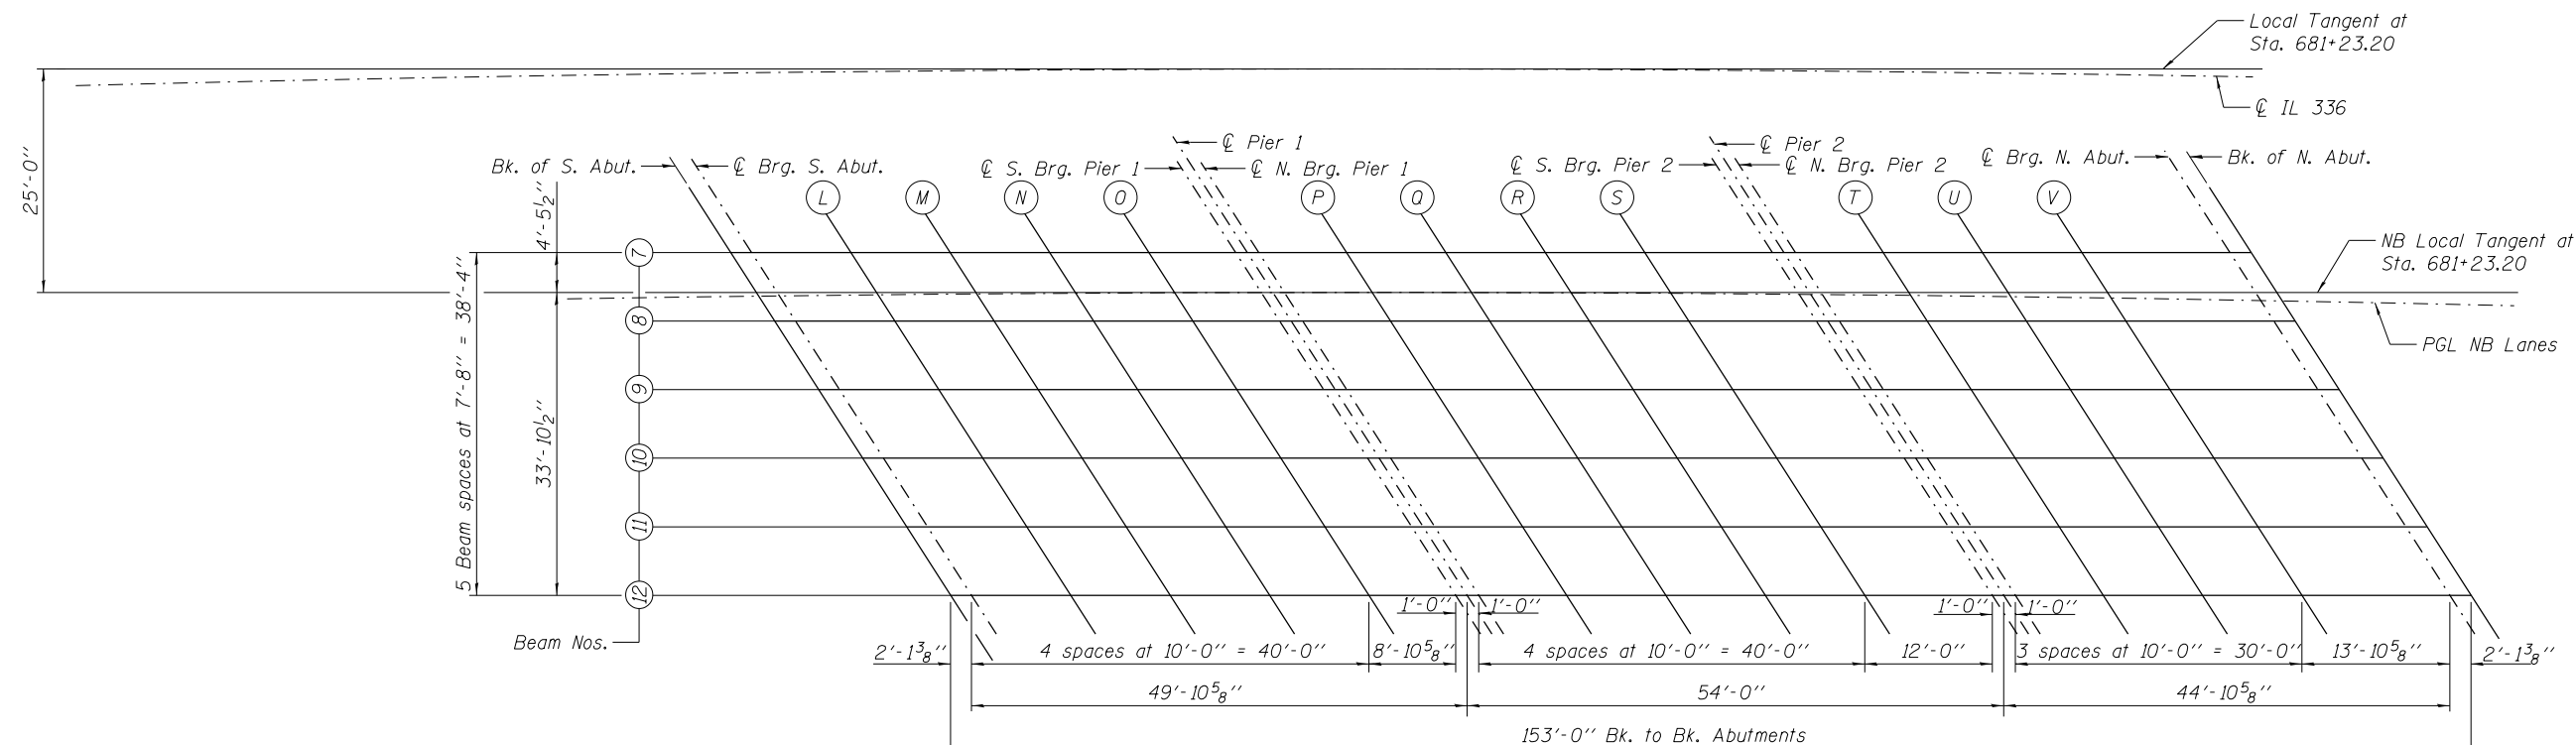 Local Tangent at
Sta. 681+23.20
℄ IL 336
25'-0"
℄ Pier 1
℄ Pier 2
Bk. of S. Abut.
℄ Brg. S. Abut.
℄ S. Brg. Pier 1
℄ N. Brg. Pier 1
℄ S. Brg. Pier 2
℄ N. Brg. Pier 2
℄ Brg. N. Abut.
Bk. of N. Abut.
L M N O P Q R S T U V
4'-5½"
NB Local Tangent at
Sta. 681+23.20
PGL NB Lanes
7
8
9
10
11
12
5 Beam spaces at 7'-8" = 38'-4"
33'-10½"
Beam Nos.
1'-0" 1'-0" 1'-0" 1'-0"
2'-1⅜" 4 spaces at 10'-0" = 40'-0" 8'-10⅝" 4 spaces at 10'-0" = 40'-0" 12'-0" 3 spaces at 10'-0" = 30'-0" 13'-10⅝" 2'-1⅜"
49'-10⅝" 54'-0" 44'-10⅝"
153'-0" Bk. to Bk. Abutments